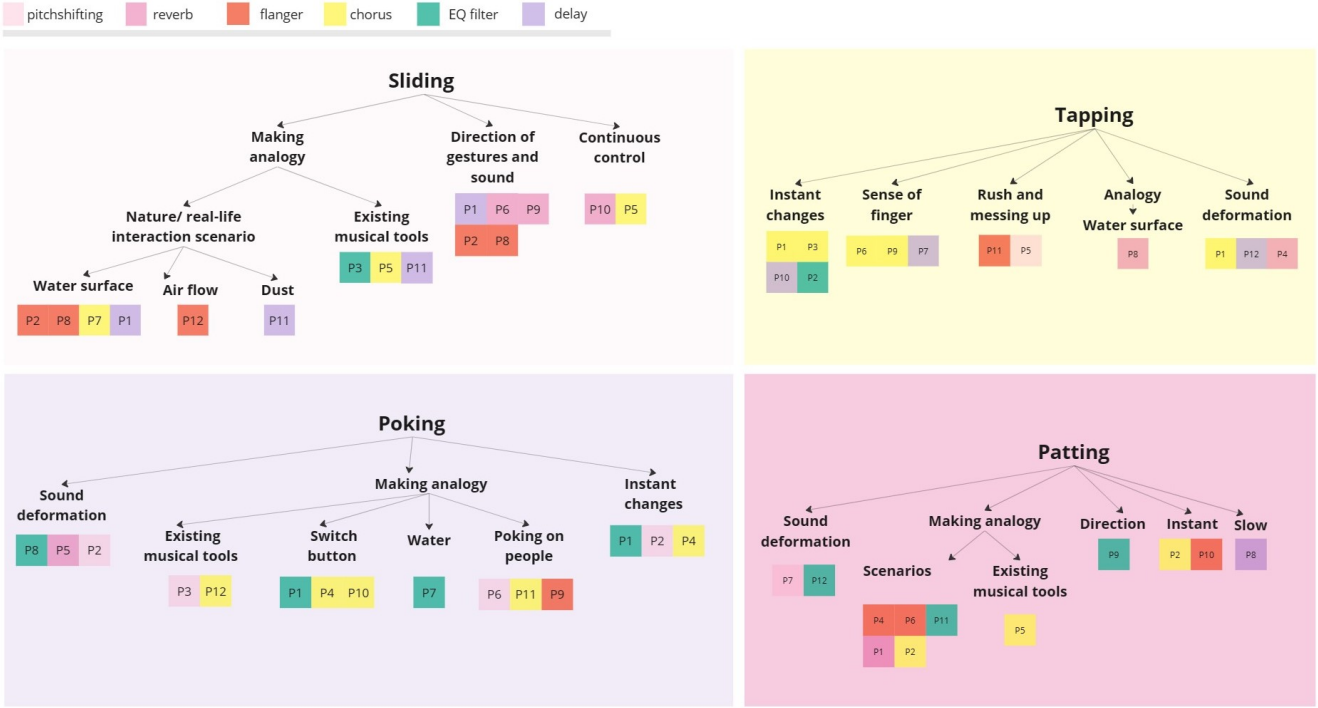 pitchshifting reverb flanger chorus EQ filter delay
Sliding
Making
analogy
Direction of
gestures and
sound
Continuous
control
P1 P6 P9
P2 P8
P10 P5
Nature/ real-life
interaction scenario
Existing
musical tools
P3 P5 P11
Water surface
Air flow
Dust
P2 P8 P7 P1
P12
P11
Tapping
Instant
changes
Sense of
finger
Rush and
messing up
Analogy
Water surface
Sound
deformation
P1 P3
P10 P2
P6 P9 P7
P11 P5
P8
P1 P12 P4
Poking
Sound
deformation
Making analogy
Instant
changes
P8 P5 P2
P1 P2 P4
Existing
musical tools
Switch
button
Water
Poking on
people
P3 P12
P1 P4 P10
P7
P6 P11 P9
Patting
Sound
deformation
Making analogy
Direction
Instant
Slow
P7 P12
P9
P2 P10
P8
Scenarios
Existing
musical tools
P4 P6 P11
P1 P2
P5